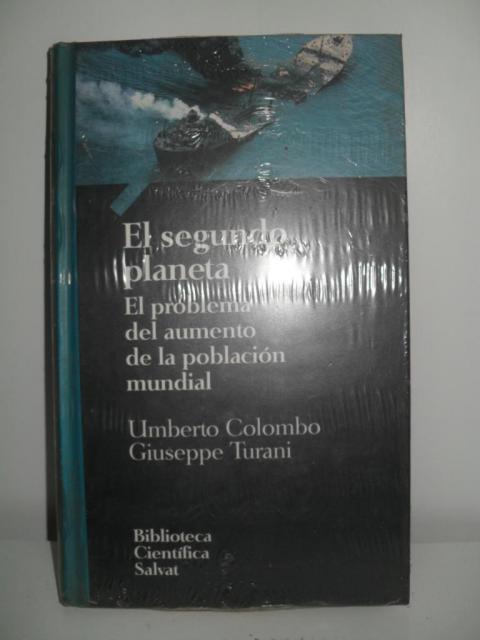 El segundo
planeta
El problema
del aumento
de la población
mundial
Umberto Colombo
Giuseppe Turani
Biblioteca
Científica
Salvat